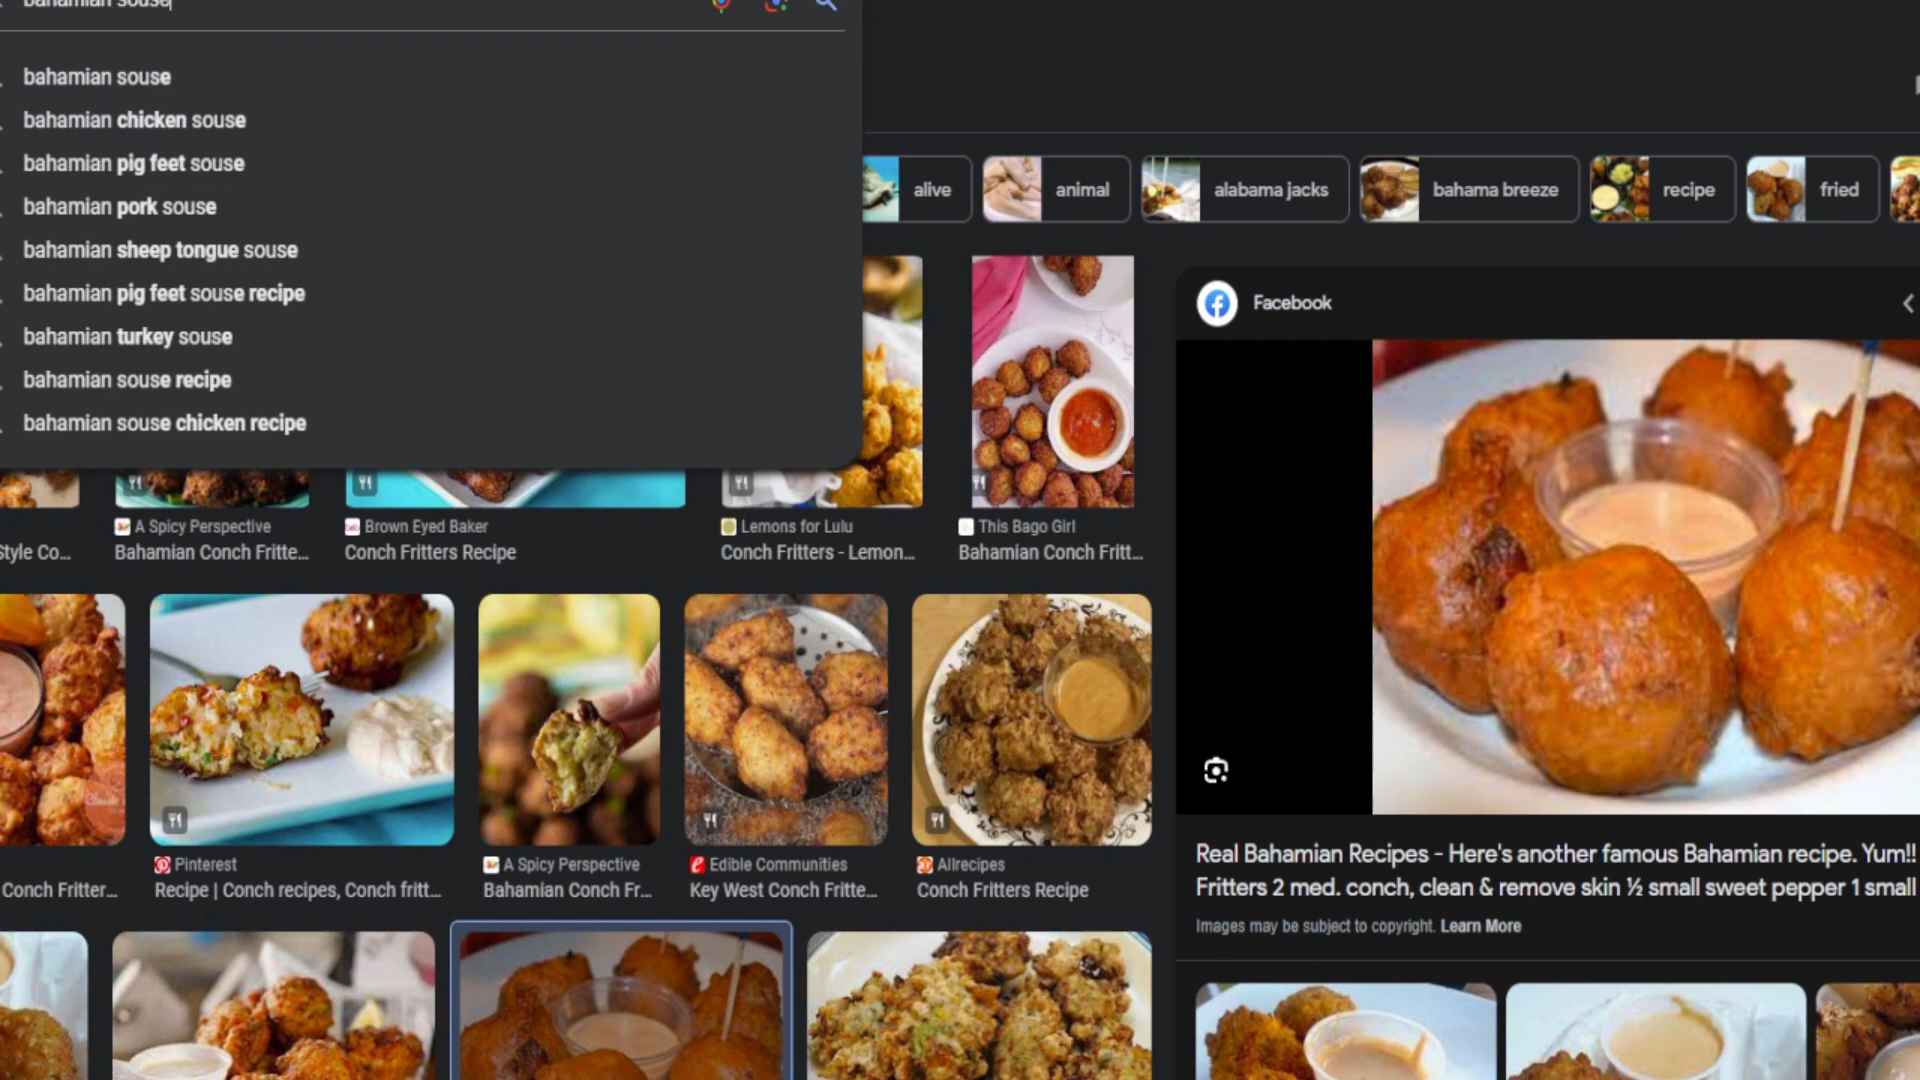 bahamian souse
bahamian souse
bahamian chicken souse
bahamian pig feet souse
bahamian pork souse
bahamian sheep tongue souse
bahamian pig feet souse recipe
bahamian turkey souse
bahamian souse recipe
bahamian souse chicken recipe
alive
animal
alabama jacks
bahama breeze
recipe
fried
Facebook
A Spicy Perspective
Brown Eyed Baker
Lemons for Lulu
This Bago Girl
Style Co...
Bahamian Conch Fritte...
Conch Fritters Recipe
Conch Fritters - Lemon...
Bahamian Conch Fritt...
Pinterest
A Spicy Perspective
Edible Communities
Allrecipes
Conch Fritter...
Recipe | Conch recipes, Conch fritt...
Bahamian Conch Fr...
Key West Conch Fritte...
Conch Fritters Recipe
Real Bahamian Recipes - Here's another famous Bahamian recipe. Yum!!
Fritters 2 med. conch, clean & remove skin ½ small sweet pepper 1 small
Images may be subject to copyright. Learn More